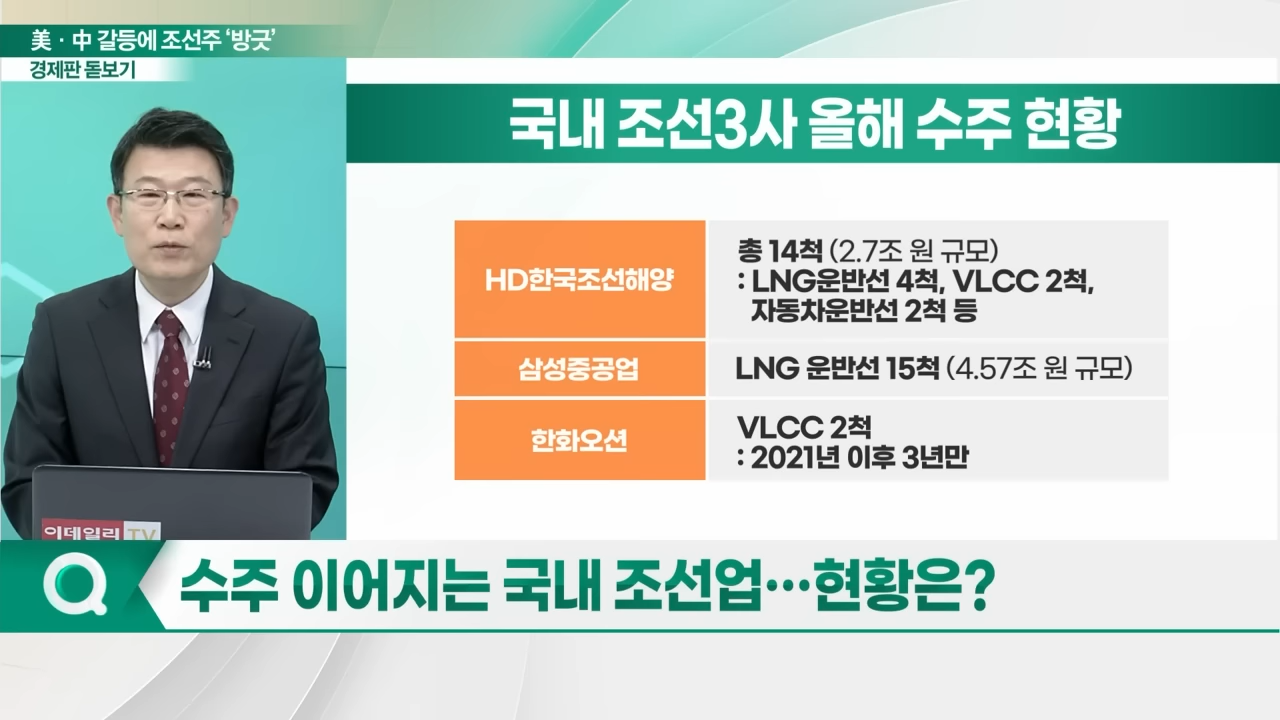 美·中 갈등에 조선주 ‘방긋’
경제판 돋보기
국내 조선3사 올해 수주 현황
HD한국조선해양
총 14척 (2.7조 원 규모)
: LNG운반선 4척, VLCC 2척,
자동차운반선 2척 등
삼성중공업
LNG 운반선 15척 (4.57조 원 규모)
한화오션
VLCC 2척
: 2021년 이후 3년만
이데일리 TV
수주 이어지는 국내 조선업…현황은?